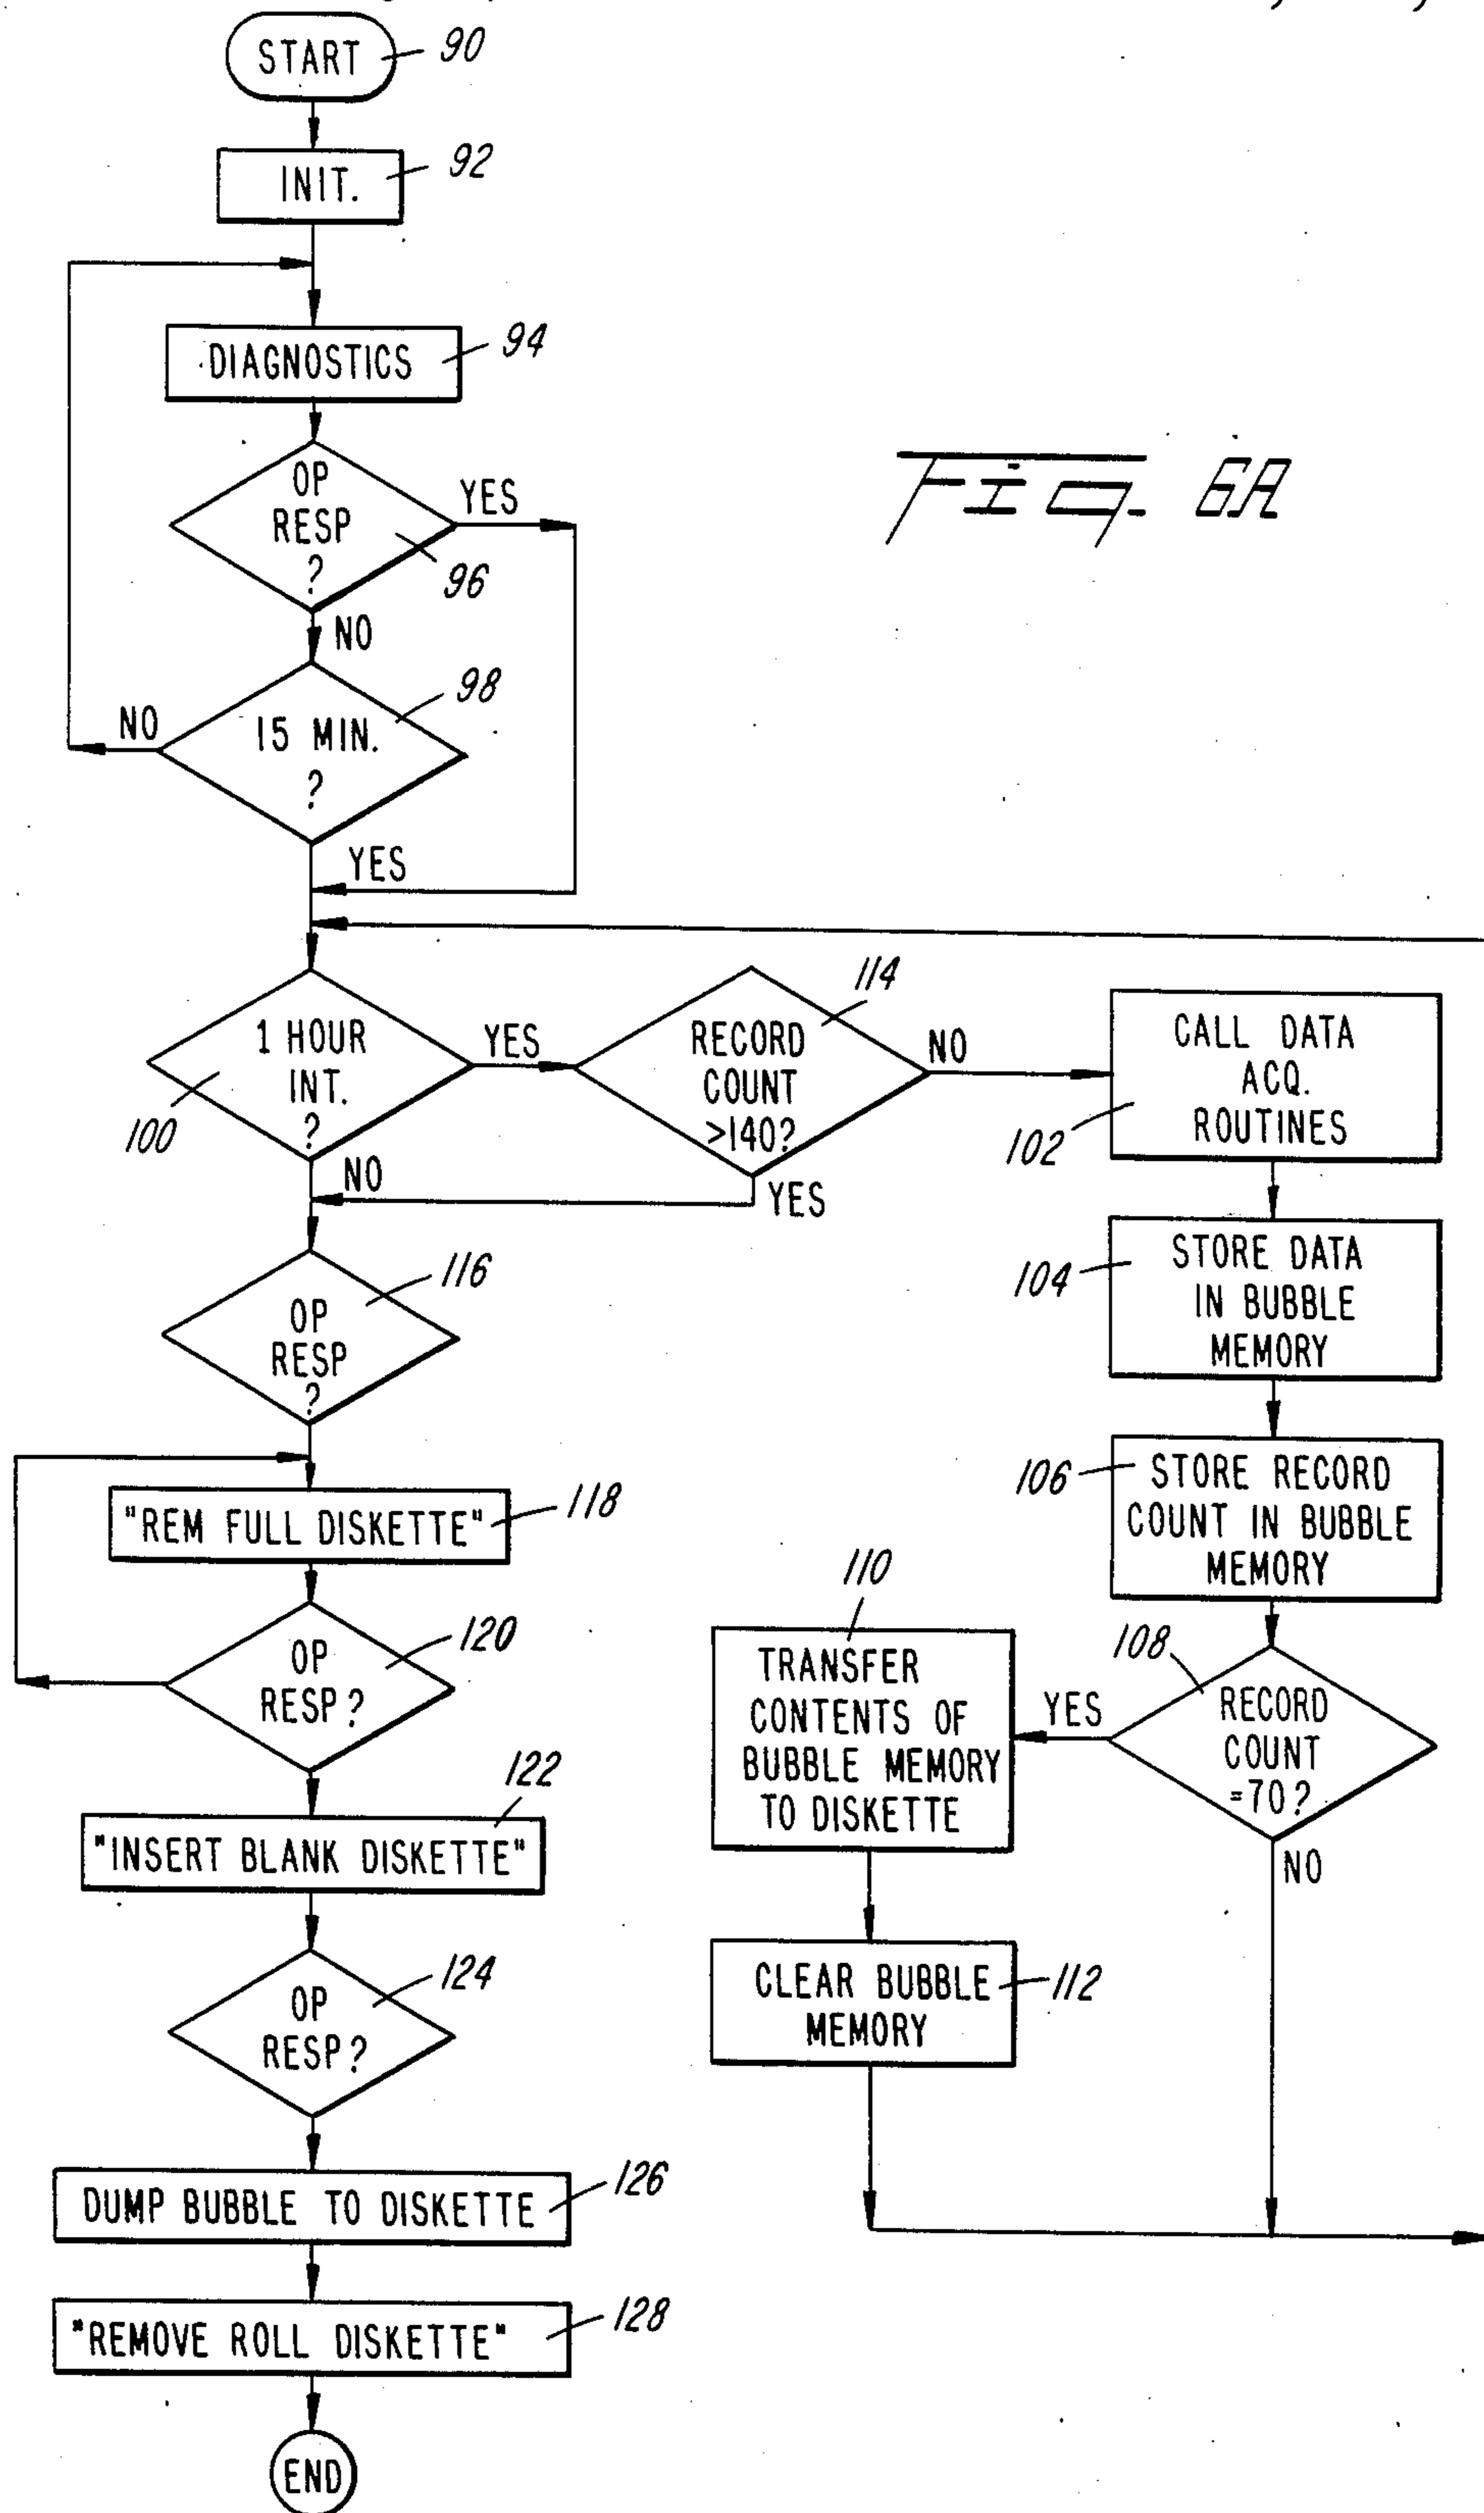 START
90
INIT.
92
DIAGNOSTICS
94
OP
RESP
?
YES
96
NO
Fig. 6A
15 MIN.
?
98
NO
YES
1 HOUR
INT.
?
100
YES
NO
RECORD
COUNT
>140?
114
NO
YES
CALL DATA
ACQ.
ROUTINES
102
STORE DATA
IN BUBBLE
MEMORY
104
STORE RECORD
COUNT IN BUBBLE
MEMORY
106
RECORD
COUNT
=70?
108
YES
NO
TRANSFER
CONTENTS OF
BUBBLE MEMORY
TO DISKETTE
110
CLEAR BUBBLE
MEMORY
112
OP
RESP
?
116
"REM FULL DISKETTE"
118
OP
RESP?
120
"INSERT BLANK DISKETTE"
122
OP
RESP?
124
DUMP BUBBLE TO DISKETTE
126
"REMOVE ROLL DISKETTE"
128
END